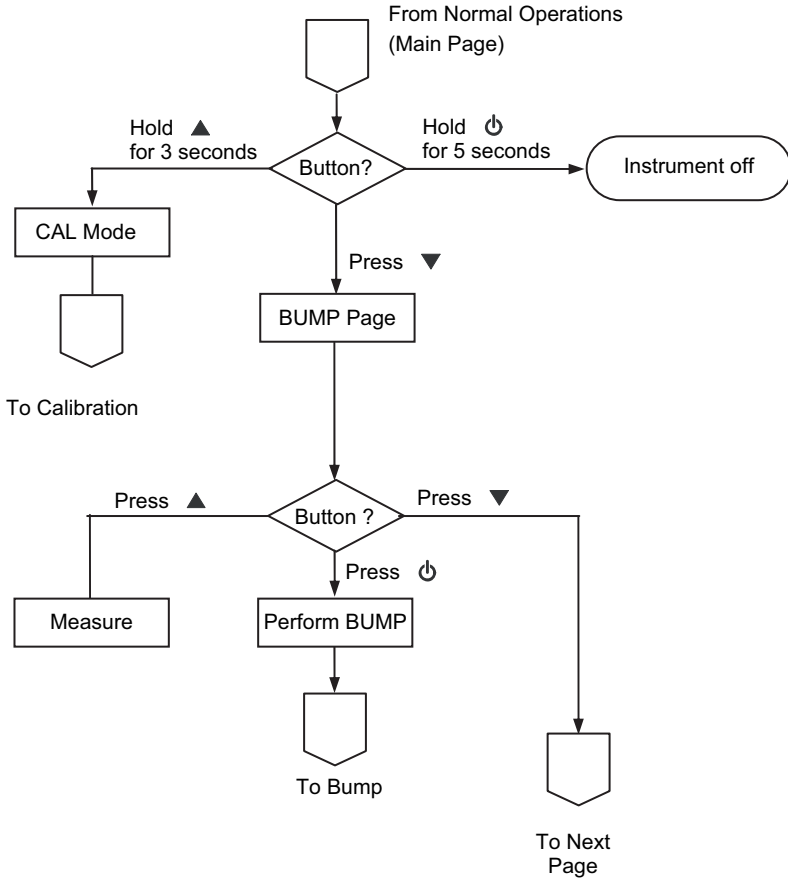 From Normal Operations
(Main Page)
Hold ▲
for 3 seconds
Button?
Hold ⏻
for 5 seconds
Instrument off
CAL Mode
Press ▼
BUMP Page
To Calibration
Press ▲
Button ?
Press ▼
Press ⏻
Measure
Perform BUMP
To Bump
To Next
Page